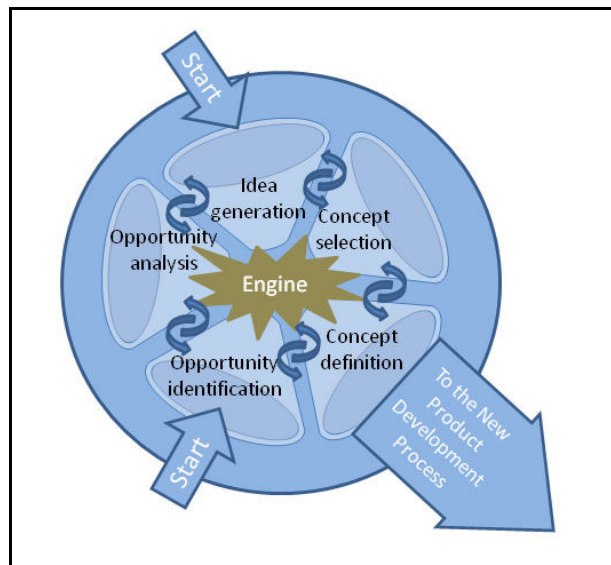 Start
Idea
generation
Concept
selection
Opportunity
analysis
Engine
Concept
definition
Opportunity
identification
Start
To the New
Product
Development
Process